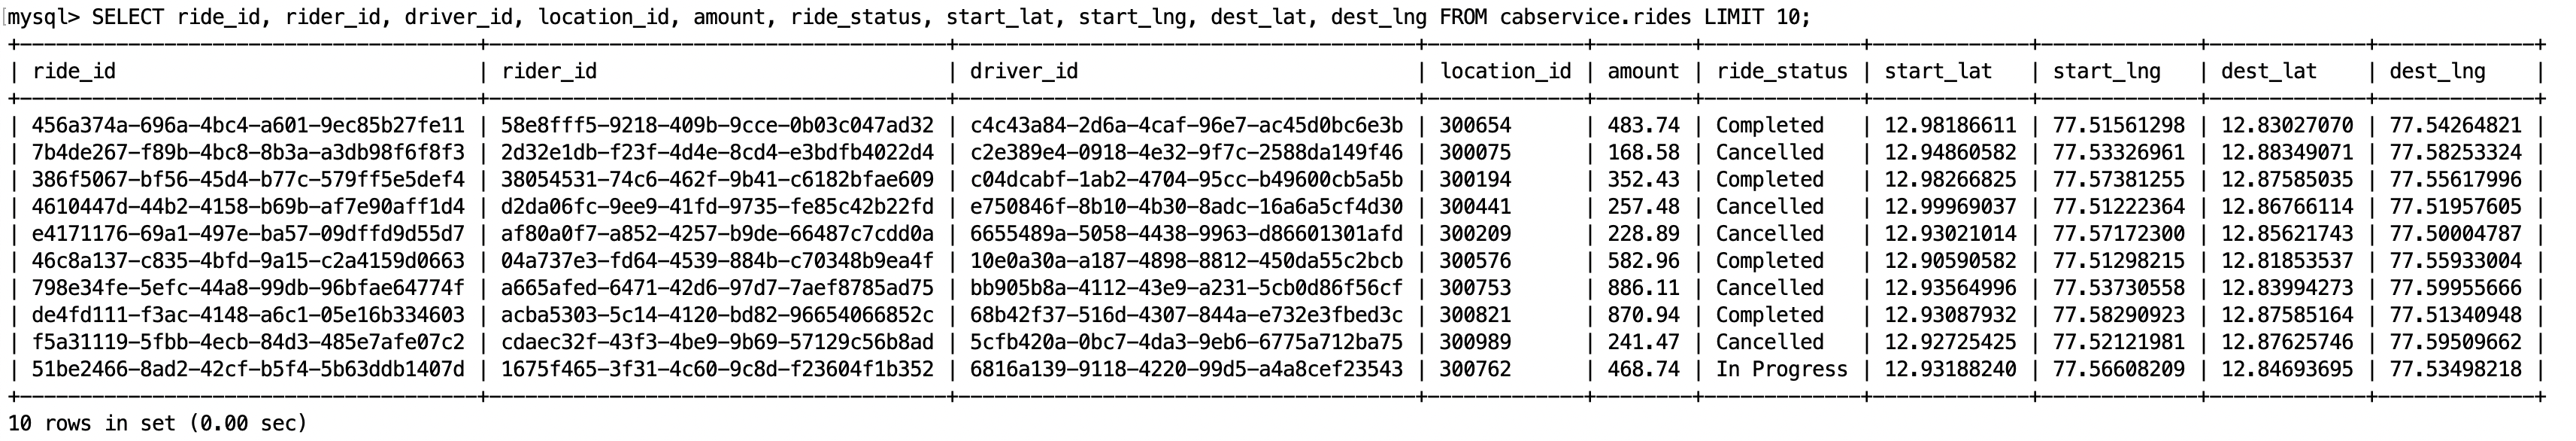 mysql> SELECT ride_id, rider_id, driver_id, location_id, amount, ride_status, start_lat, start_lng, dest_lat, dest_lng FROM cabservice.rides LIMIT 10;
| ride_id | rider_id | driver_id | location_id | amount | ride_status | start_lat | start_lng | dest_lat | dest_lng |
| 456a374a-696a-4bc4-a601-9ec85b27fe11 | 58e8fff5-9218-409b-9cce-0b03c047ad32 | c4c43a84-2d6a-4caf-96e7-ac45d0bc6e3b | 300654 | 483.74 | Completed | 12.98186611 | 77.51561298 | 12.83027070 | 77.54264821 |
| 7b4de267-f89b-4bc8-8b3a-a3db98f6f8f3 | 2d32e1db-f23f-4d4e-8cd4-e3bdfb4022d4 | c2e389e4-0918-4e32-9f7c-2588da149f46 | 300075 | 168.58 | Cancelled | 12.94860582 | 77.53326961 | 12.88349071 | 77.58253324 |
| 386f5067-bf56-45d4-b77c-579ff5e5def4 | 38054531-74c6-462f-9b41-c6182bfae609 | c04dcabf-1ab2-4704-95cc-b49600cb5a5b | 300194 | 352.43 | Completed | 12.98266825 | 77.57381255 | 12.87585035 | 77.55617996 |
| 4610447d-44b2-4158-b69b-af7e90aff1d4 | d2da06fc-9ee9-41fd-9735-fe85c42b22fd | e750846f-8b10-4b30-8adc-16a6a5cf4d30 | 300441 | 257.48 | Cancelled | 12.99969037 | 77.51222364 | 12.86766114 | 77.51957605 |
| e4171176-69a1-497e-ba57-09dffd9d55d7 | af80a0f7-a852-4257-b9de-66487c7cdd0a | 6655489a-5058-4438-9963-d86601301afd | 300209 | 228.89 | Cancelled | 12.93021014 | 77.57172300 | 12.85621743 | 77.50004787 |
| 46c8a137-c835-4bfd-9a15-c2a4159d0663 | 04a737e3-fd64-4539-884b-c70348b9ea4f | 10e0a30a-a187-4898-8812-450da55c2bcb | 300576 | 582.96 | Completed | 12.90590582 | 77.51298215 | 12.81853537 | 77.55933004 |
| 798e34fe-5efc-44a8-99db-96bfae64774f | a665afed-6471-42d6-97d7-7aef8785ad75 | bb905b8a-4112-43e9-a231-5cb0d86f56cf | 300753 | 886.11 | Cancelled | 12.93564996 | 77.53730558 | 12.83994273 | 77.59955666 |
| de4fd111-f3ac-4148-a6c1-05e16b334603 | acba5303-5c14-4120-bd82-96654066852c | 68b42f37-516d-4307-844a-e732e3fbed3c | 300821 | 870.94 | Completed | 12.93087932 | 77.58290923 | 12.87585164 | 77.51340948 |
| f5a31119-5fbb-4ecb-84d3-485e7afe07c2 | cdaec32f-43f3-4be9-9b69-57129c56b8ad | 5cfb420a-0bc7-4da3-9eb6-6775a712ba75 | 300989 | 241.47 | Cancelled | 12.92725425 | 77.52121981 | 12.87625746 | 77.59509662 |
| 51be2466-8ad2-42cf-b5f4-5b63ddb1407d | 1675f465-3f31-4c60-9c8d-f23604f1b352 | 6816a139-9118-4220-99d5-a4a8cef23543 | 300762 | 468.74 | In Progress | 12.93188240 | 77.56608209 | 12.84693695 | 77.53498218 |
10 rows in set (0.00 sec)